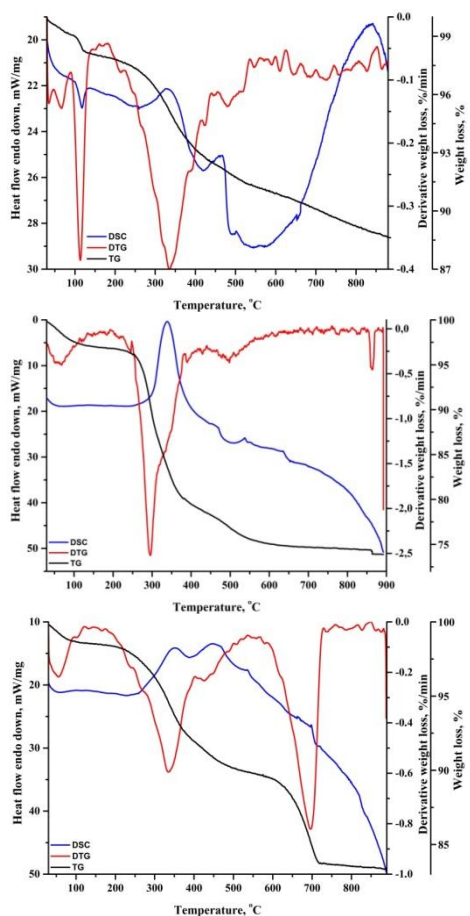 Heat flow endo down, mW/mg
20
22
24
26
28
30
DSC
DTG
TG
100 200 300 400 500 600 700 800
Temperature, °C
0,0
-0,1
-0,2
-0,3
-0,4
Derivative weight loss, %/min
99
96
93
90
87
Weight loss, %
Heat flow endo down, mW/mg
0
10
20
30
40
50
DSC
DTG
TG
100 200 300 400 500 600 700 800 900
Temperature, °C
0,0
-0,5
-1,0
-1,5
-2,0
-2,5
Derivative weight loss, %/min
100
95
90
85
80
75
Weight loss, %
Heat flow endo down, mW/mg
10
20
30
40
50
DSC
DTG
TG
100 200 300 400 500 600 700 800
Temperature, °C
0,0
-0,2
-0,4
-0,6
-0,8
-1,0
Derivative weight loss, %/min
100
95
90
85
Weight loss, %